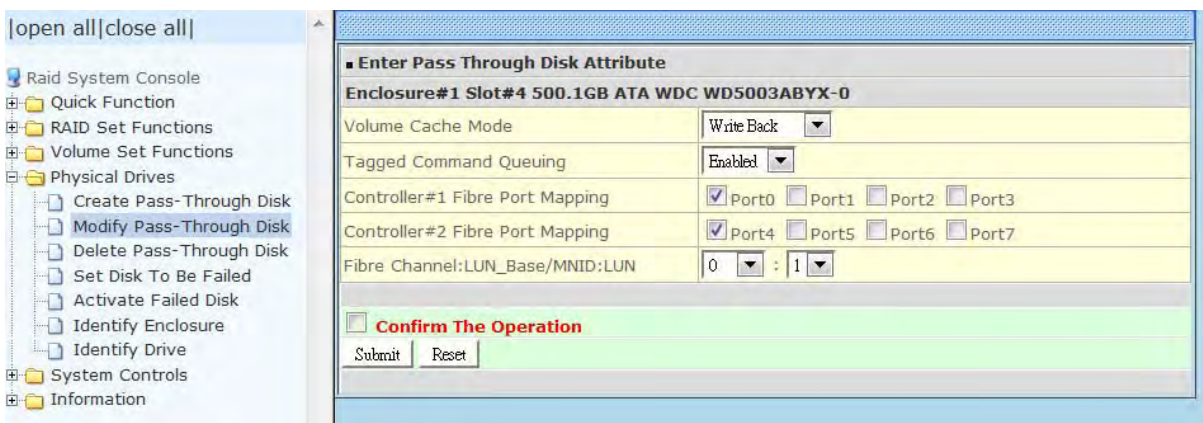 |open all|close all|
Raid System Console
Quick Function
RAID Set Functions
Volume Set Functions
Physical Drives
Create Pass-Through Disk
Modify Pass-Through Disk
Delete Pass-Through Disk
Set Disk To Be Failed
Activate Failed Disk
Identify Enclosure
Identify Drive
System Controls
Information
Enter Pass Through Disk Attribute
Enclosure#1 Slot#4 500.1GB ATA WDC WD5003ABYX-0
Volume Cache Mode Write Back
Tagged Command Queuing Enabled
Controller#1 Fibre Port Mapping Port0 Port1 Port2 Port3
Controller#2 Fibre Port Mapping Port4 Port5 Port6 Port7
Fibre Channel:LUN_Base/MNID:LUN 0 : 1
Confirm The Operation
Submit Reset